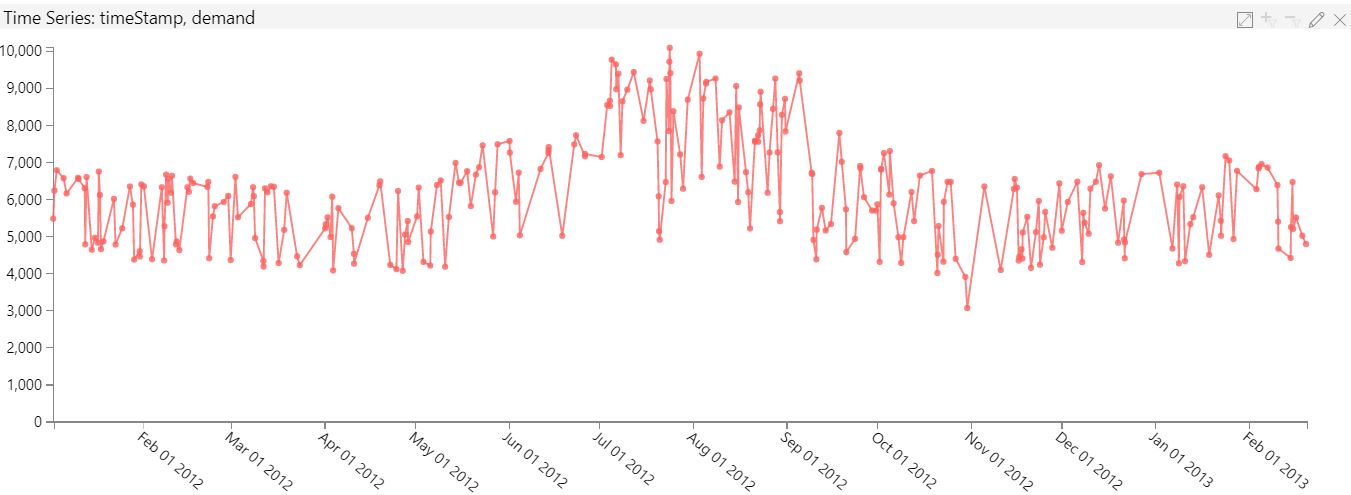 Time Series: timeStamp, demand
10,000
9,000
8,000
7,000
6,000
5,000
4,000
3,000
2,000
1,000
0
Feb 01 2012
Mar 01 2012
Apr 01 2012
May 01 2012
Jun 01 2012
Jul 01 2012
Aug 01 2012
Sep 01 2012
Oct 01 2012
Nov 01 2012
Dec 01 2012
Jan 01 2013
Feb 01 2013